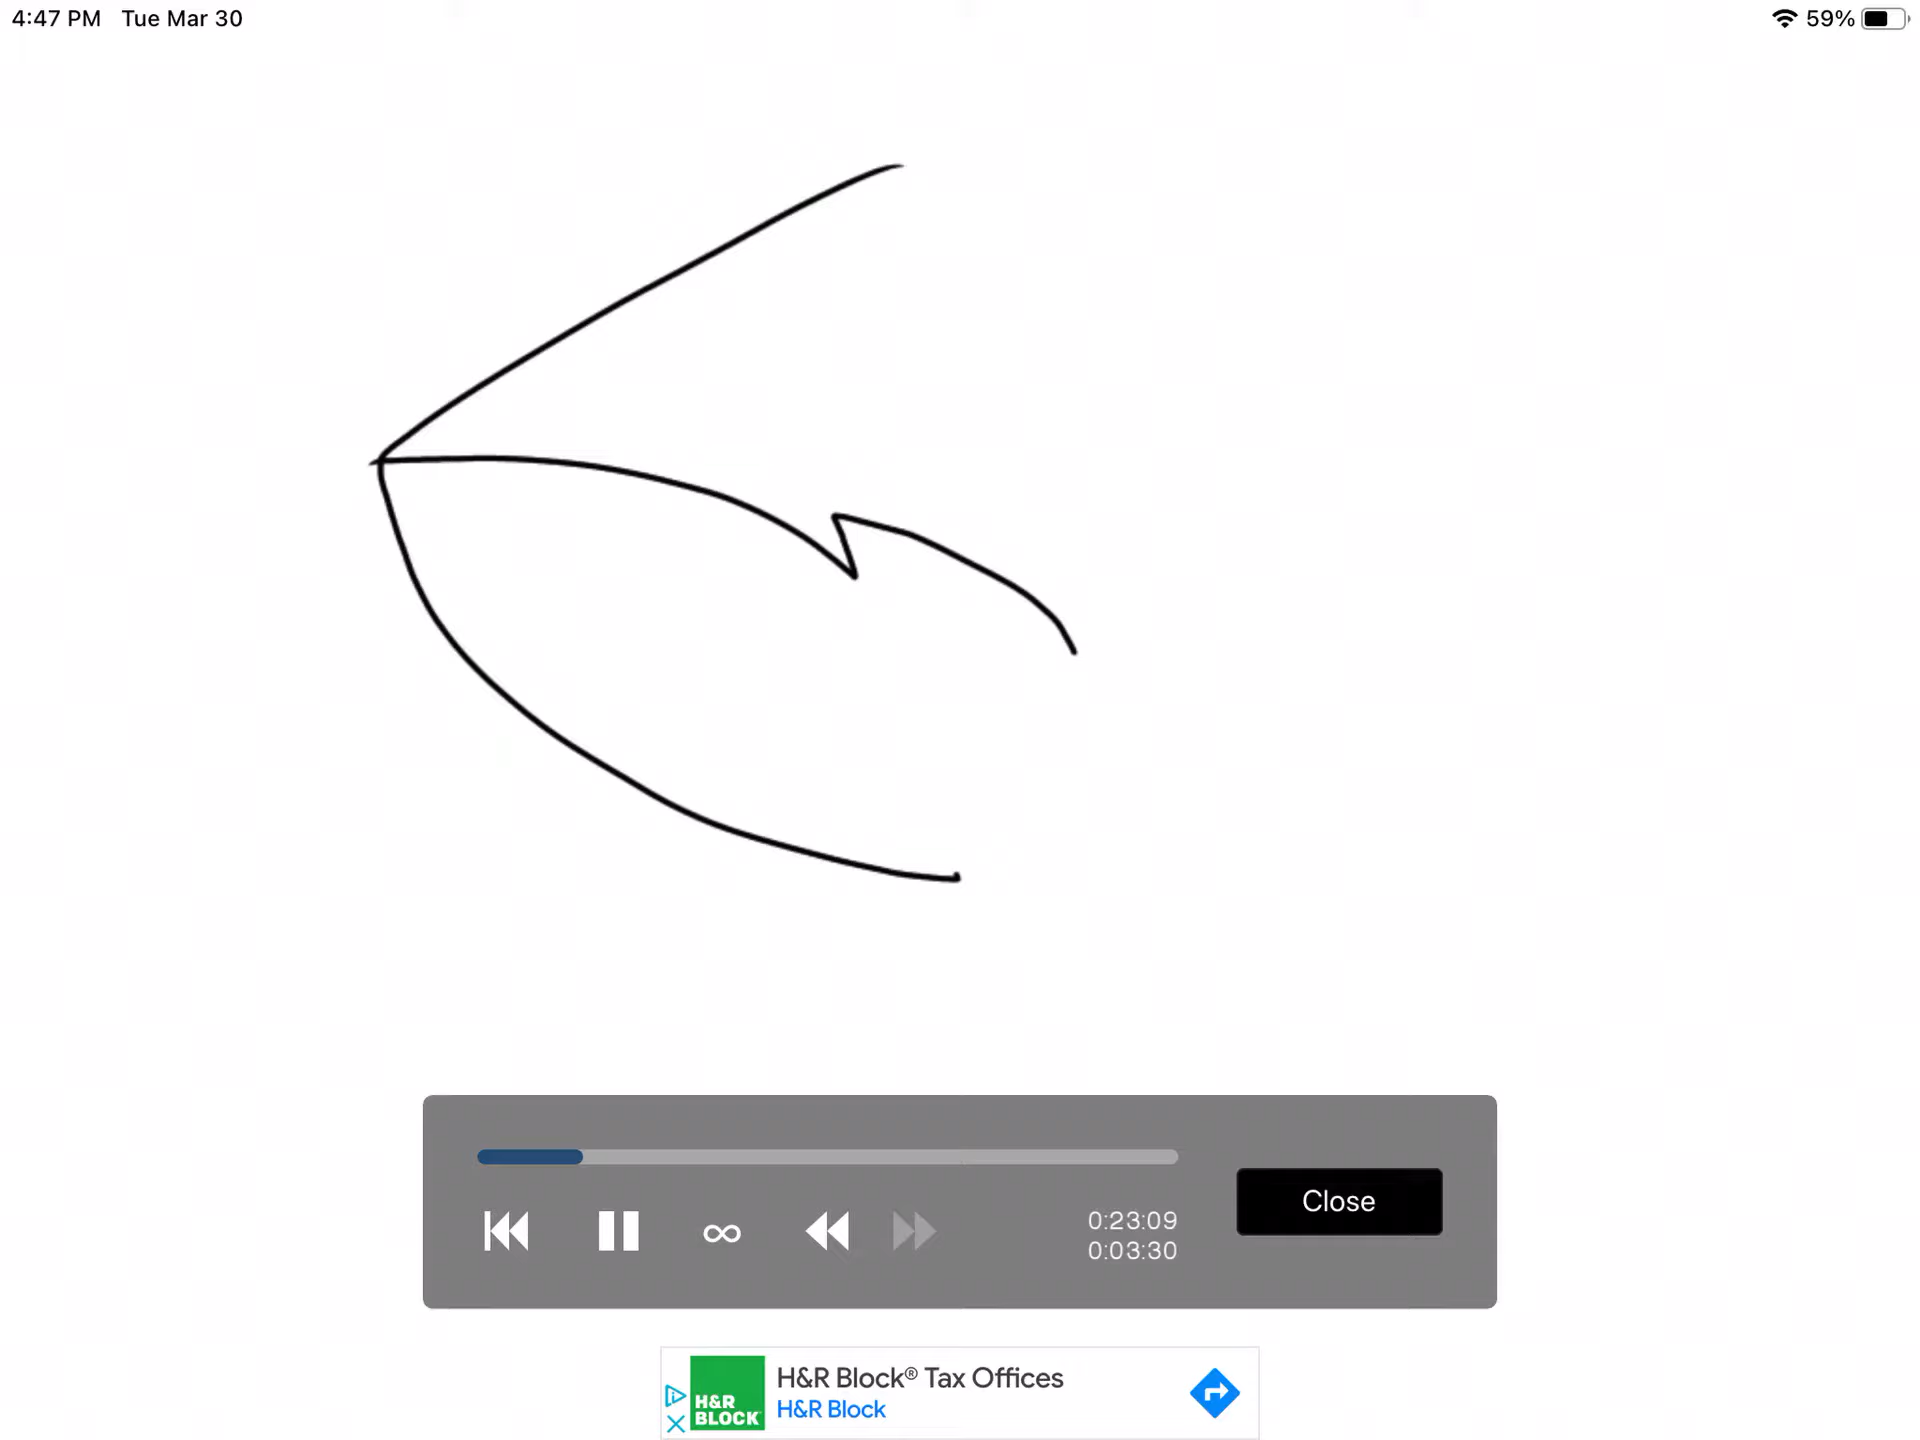 4:47 PM Tue Mar 30
59%
0:23:09
0:03:30
Close
H&R Block® Tax Offices
H&R Block
H&R
BLOCK